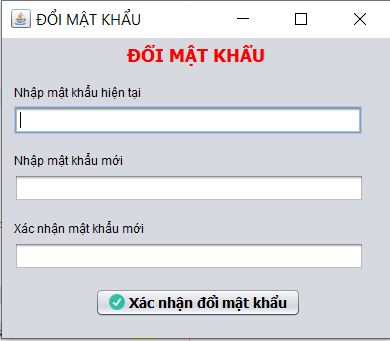 ĐỔI MẬT KHẨU
ĐỔI MẬT KHẨU
Nhập mật khẩu hiện tại
Nhập mật khẩu mới
Xác nhận mật khẩu mới
Xác nhận đổi mật khẩu